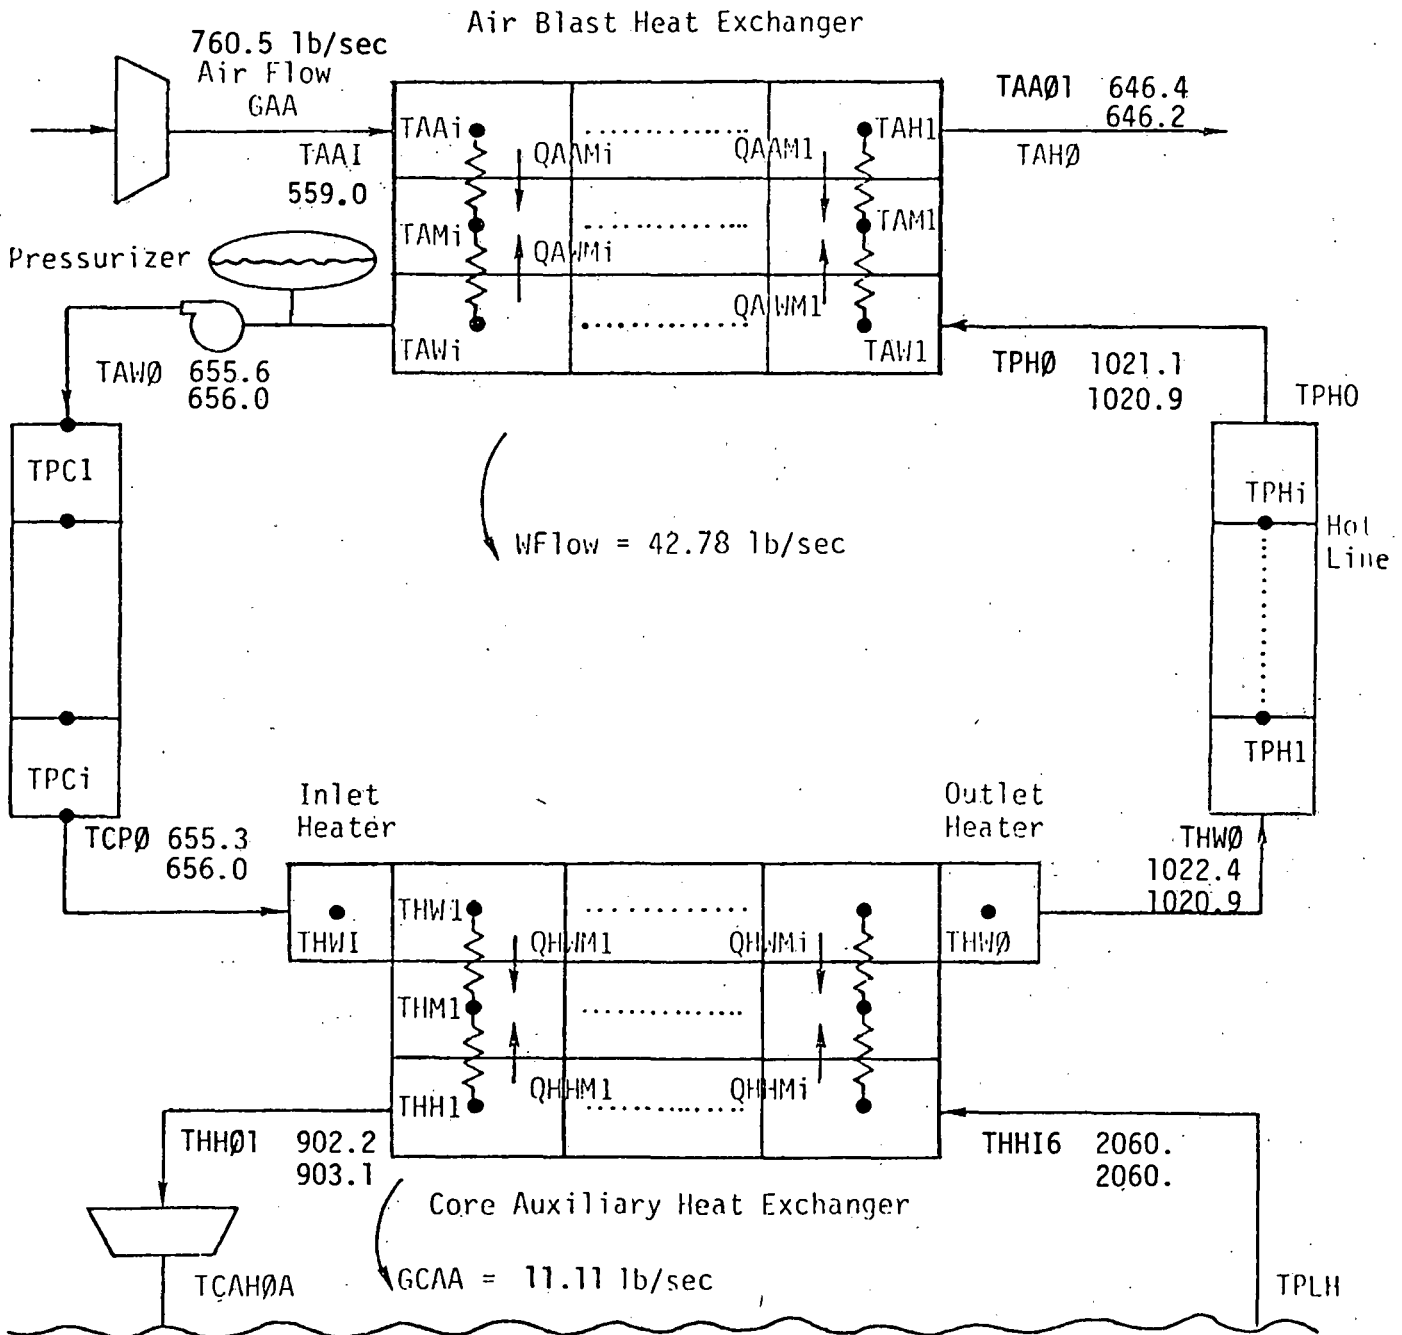 Air Blast Heat Exchanger
760.5 lb/sec
Air Flow
GAA
TAAI
559.0
TAAi
QAAMi
QAAM1
TAH1
TAAØ1 646.4
646.2
TAHØ
TAMi
QAWMi
TAM1
QAWM1
TAWi
TAW1
Pressurizer
TAWØ 655.6
656.0
TPHØ 1021.1
1020.9
TPHO
TPC1
TPHi
Hot
Line
WFlow = 42.78 lb/sec
TPCi
TPH1
Inlet
Heater
Outlet
Heater
TCPØ 655.3
656.0
THWØ
1022.4
1020.9
THWI
THW1
QHWM1
QHWMi
THWØ
THM1
QHHM1
QHHMi
THH1
THHØ1 902.2
903.1
THHI6 2060.
2060.
Core Auxiliary Heat Exchanger
TCAHØA
GCAA = 11.11 lb/sec
TPLH